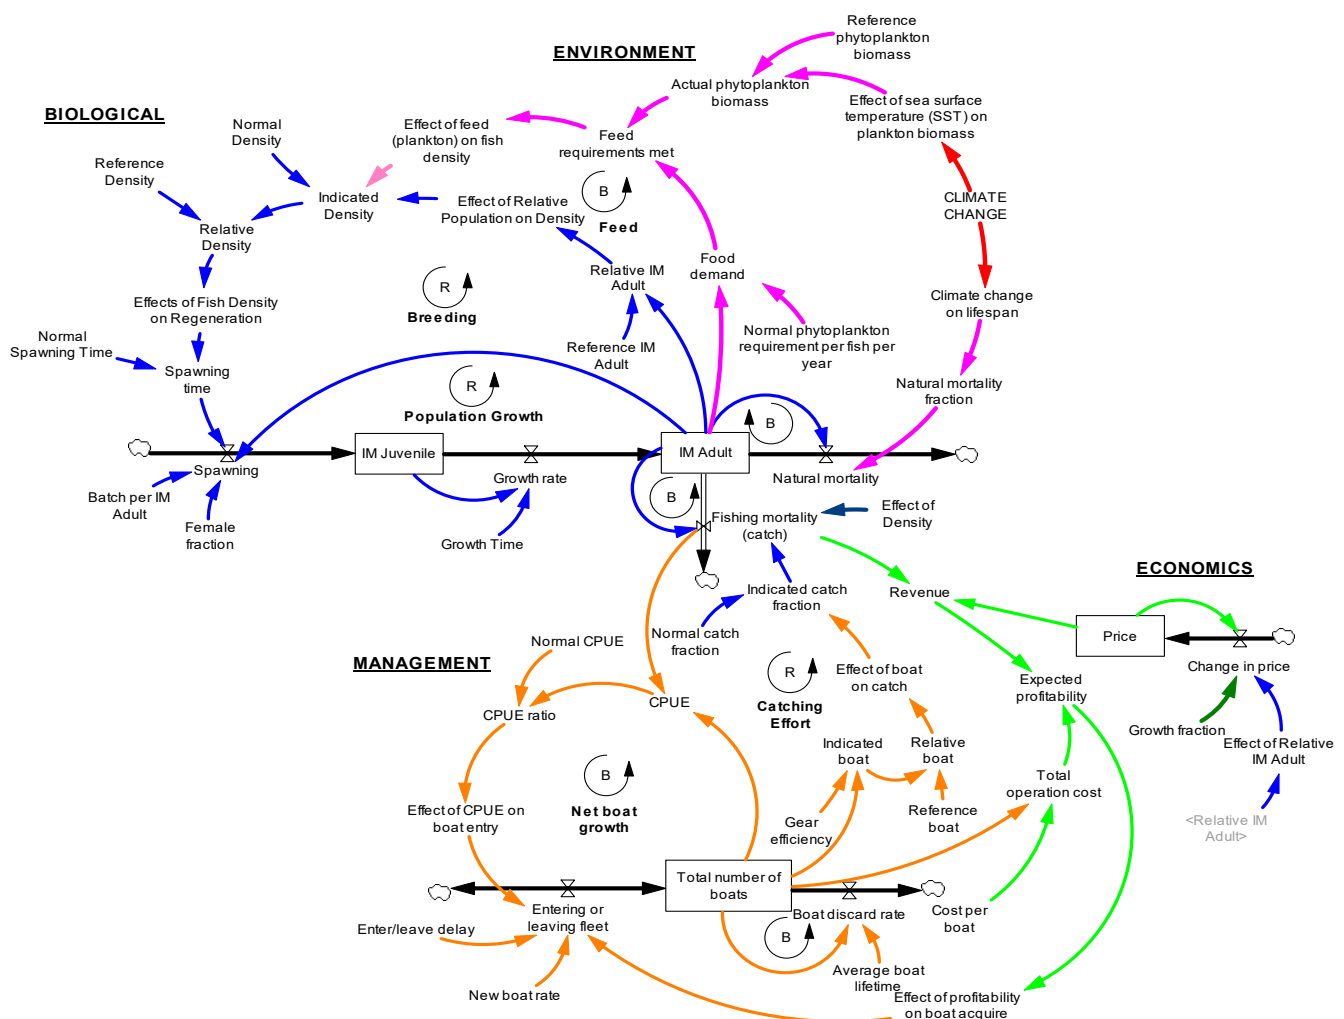 ENVIRONMENT
Reference
phytoplankton
biomass
Actual phytoplankton
biomass
Effect of sea surface
temperature (SST) on
plankton biomass
BIOLOGICAL
Normal
Density
Effect of feed
(plankton) on fish
density
Feed
requirements met
Reference
Density
Indicated
Density
Effect of Relative
Population on Density
B
Feed
CLIMATE
CHANGE
Relative
Density
Relative IM
Adult
Food
demand
R
Breeding
Effects of Fish Density
on Regeneration
Climate change
on lifespan
Normal
Spawning Time
Reference IM
Adult
Normal phytoplankton
requirement per fish per
year
Spawning
time
R
Population Growth
Natural mortality
fraction
B
IM Juvenile
IM Adult
Spawning
Growth rate
Natural mortality
Batch per IM
Adult
Female
fraction
Growth Time
B
Fishing mortality
(catch)
Effect of
Density
ECONOMICS
Indicated catch
fraction
Revenue
Normal catch
fraction
Price
Normal CPUE
MANAGEMENT
R
Catching
Effort
Effect of boat
on catch
Expected
profitability
Change in price
CPUE
CPUE ratio
Growth fraction
Indicated
boat
Relative
boat
Effect of Relative
IM Adult
B
Net boat
growth
Total
operation cost
Effect of CPUE on
boat entry
Gear
efficiency
Reference
boat
<Relative IM
Adult>
Total number of
boats
Entering or
leaving fleet
Boat discard rate
Cost per
boat
Enter/leave delay
B
New boat rate
Average boat
lifetime
Effect of profitability
on boat acquire